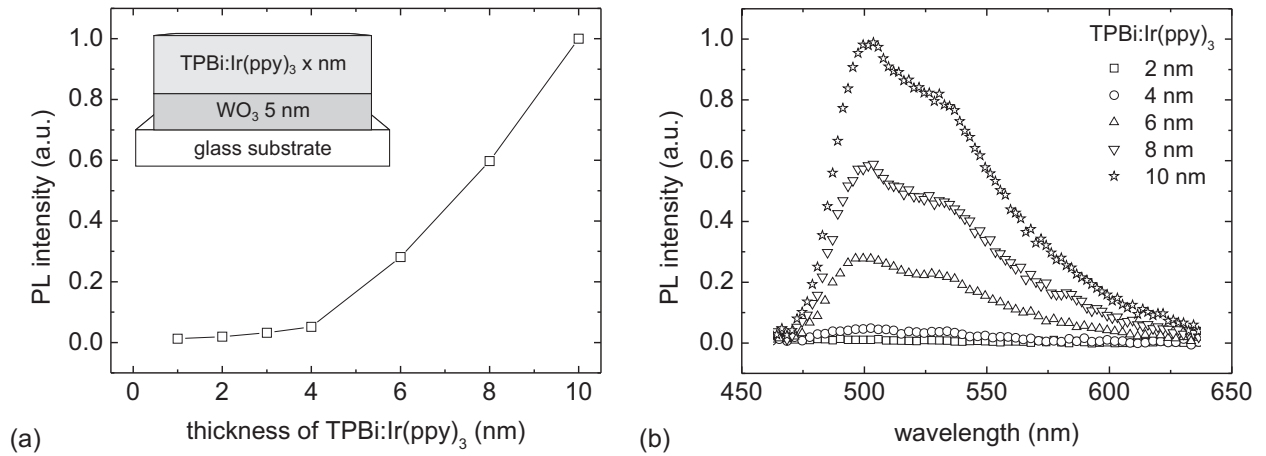 1.0
0.8
0.6
0.4
0.2
0.0
PL intensity (a.u.)
TPBi:Ir(ppy)₃ x nm
WO₃ 5 nm
glass substrate
0 2 4 6 8 10
thickness of TPBi:Ir(ppy)₃ (nm)
(a)
1.0
0.8
0.6
0.4
0.2
0.0
PL intensity (a.u.)
TPBi:Ir(ppy)₃
2 nm
4 nm
6 nm
8 nm
10 nm
450 500 550 600 650
wavelength (nm)
(b)